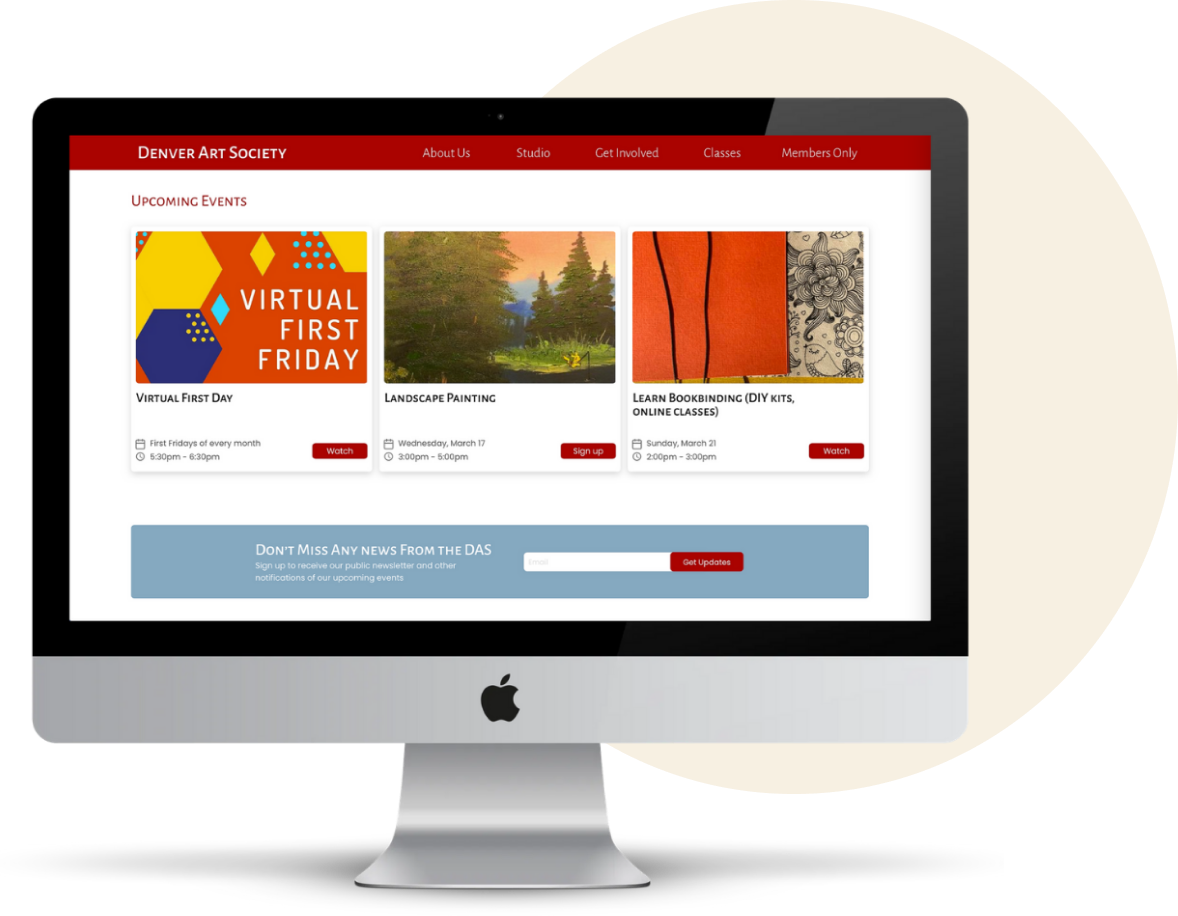 Denver Art Society
About Us
Studio
Get Involved
Classes
Members Only
Upcoming Events
VIRTUAL
FIRST
FRIDAY
Virtual First Day
First Fridays of every month
5:30pm - 6:30pm
Watch
Landscape Painting
Wednesday, March 17
3:00pm - 5:00pm
Sign up
Learn Bookbinding (DIY kits,
online classes)
Sunday, March 21
2:00pm - 3:00pm
Watch
Don't Miss Any news From the DAS
Sign up to receive our public newsletter and other
notifications of our upcoming events
Email
Get Updates